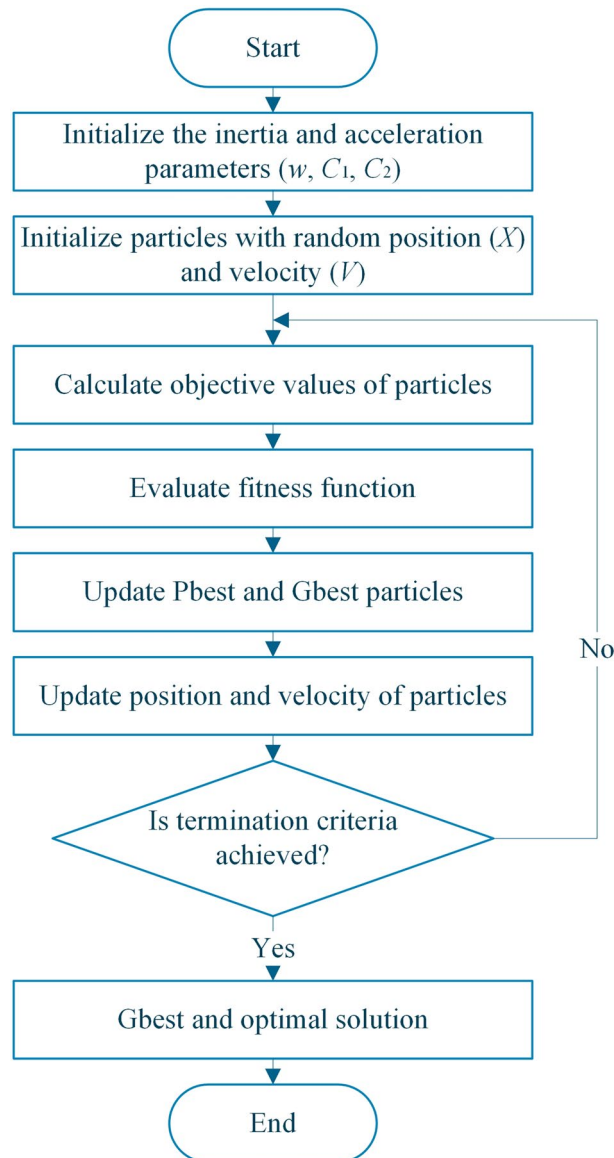 Start
Initialize the inertia and acceleration
parameters (w, C1, C2)
Initialize particles with random position (X)
and velocity (V)
Calculate objective values of particles
Evaluate fitness function
Update Pbest and Gbest particles
No
Update position and velocity of particles
Is termination criteria
achieved?
Yes
Gbest and optimal solution
End